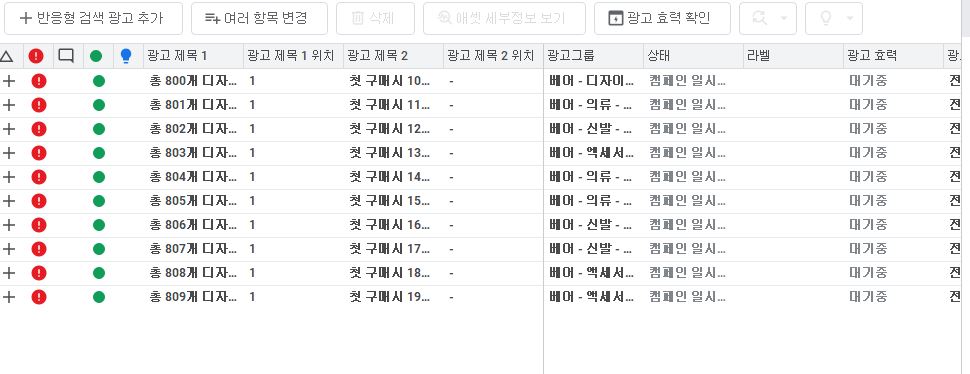 반응형 검색 광고 추가 여러 항목 변경 삭제 애셋 세부정보 보기 광고 효력 확인
광고 제목 1 광고 제목 1 위치 광고 제목 2 광고 제목 2 위치 광고그룹 상태 라벨 광고 효력 광고
총 800개 디자... 1 첫 구매시 10... - 베어 - 디자이... 캠페인 일시... 대기중 전
총 801개 디자... 1 첫 구매시 11... - 베어 - 의류 - ... 캠페인 일시... 대기중 전
총 802개 디자... 1 첫 구매시 12... - 베어 - 신발 - ... 캠페인 일시... 대기중 전
총 803개 디자... 1 첫 구매시 13... - 베어 - 액세서... 캠페인 일시... 대기중 전
총 804개 디자... 1 첫 구매시 14... - 베어 - 의류 - ... 캠페인 일시... 대기중 전
총 805개 디자... 1 첫 구매시 15... - 베어 - 의류 - ... 캠페인 일시... 대기중 전
총 806개 디자... 1 첫 구매시 16... - 베어 - 신발 - ... 캠페인 일시... 대기중 전
총 807개 디자... 1 첫 구매시 17... - 베어 - 신발 - ... 캠페인 일시... 대기중 전
총 808개 디자... 1 첫 구매시 18... - 베어 - 액세서... 캠페인 일시... 대기중 전
총 809개 디자... 1 첫 구매시 19... - 베어 - 액세서... 캠페인 일시... 대기중 전